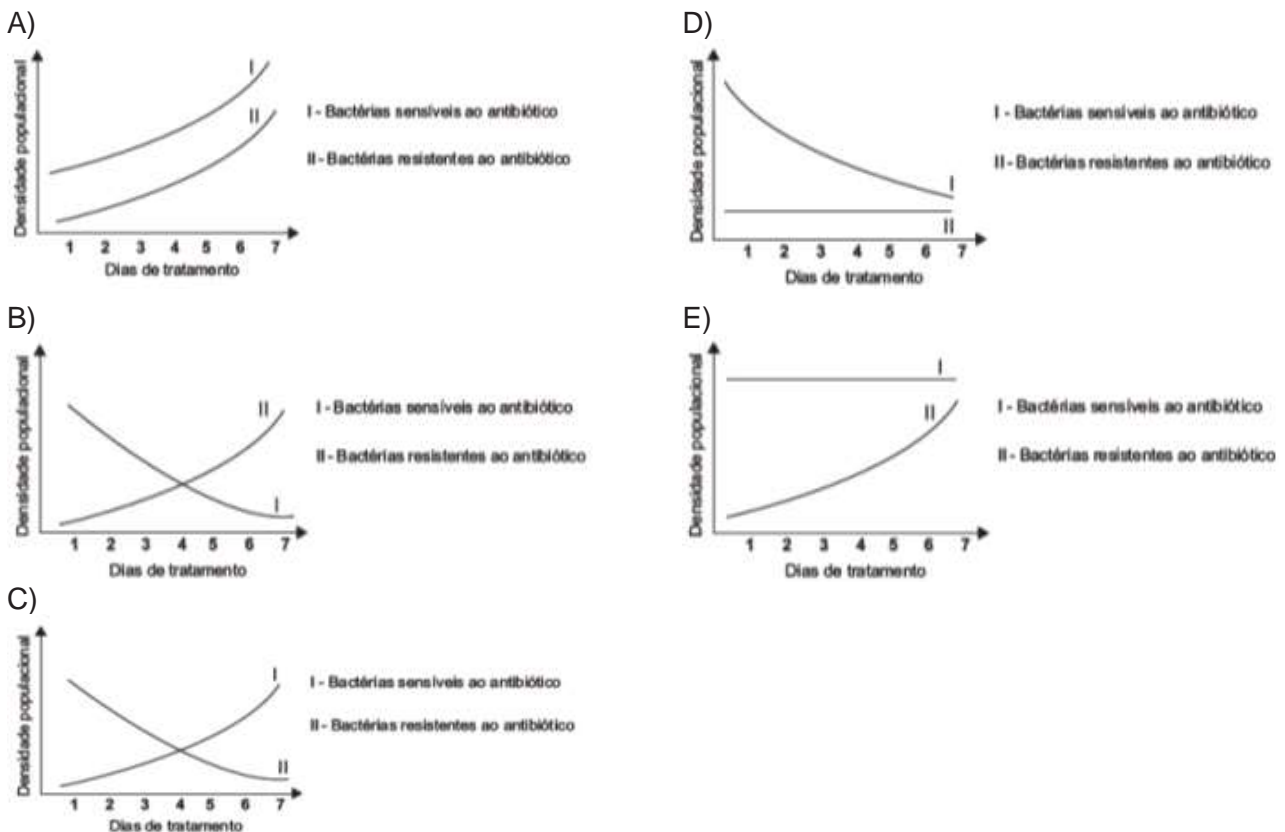 A)
Densidade populacional
I
II
1 2 3 4 5 6 7
Dias de tratamento
I - Bactérias sensíveis ao antibiótico
II - Bactérias resistentes ao antibiótico
B)
Densidade populacional
II
I
1 2 3 4 5 6 7
Dias de tratamento
I - Bactérias sensíveis ao antibiótico
II - Bactérias resistentes ao antibiótico
C)
Densidade populacional
I
II
1 2 3 4 5 6 7
Dias de tratamento
I - Bactérias sensíveis ao antibiótico
II - Bactérias resistentes ao antibiótico
D)
Densidade populacional
I
II
1 2 3 4 5 6 7
Dias de tratamento
I - Bactérias sensíveis ao antibiótico
II - Bactérias resistentes ao antibiótico
E)
Densidade populacional
I
II
1 2 3 4 5 6 7
Dias de tratamento
I - Bactérias sensíveis ao antibiótico
II - Bactérias resistentes ao antibiótico